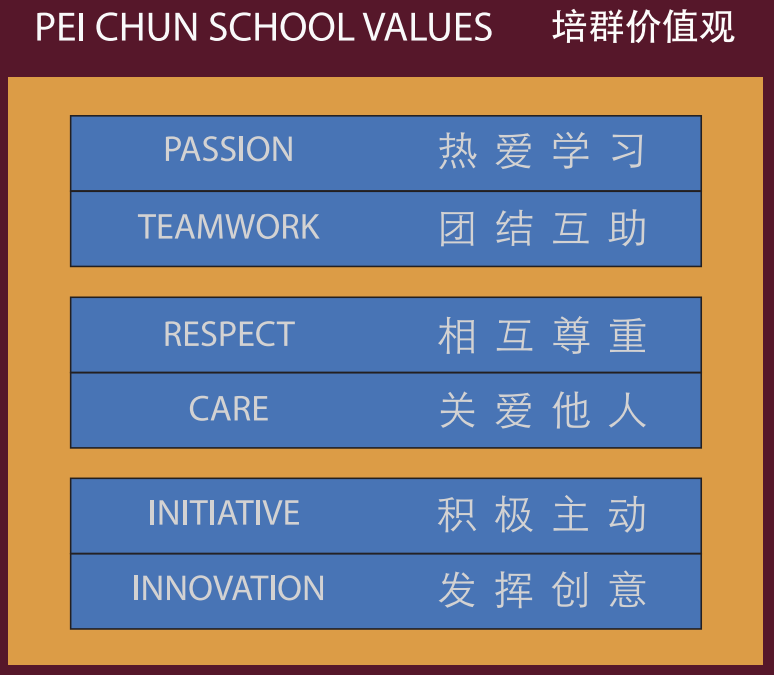 PEI CHUN SCHOOL VALUES 培群价值观
PASSION 热爱学习
TEAMWORK 团结互助
RESPECT 相互尊重
CARE 关爱他人
INITIATIVE 积极主动
INNOVATION 发挥创意